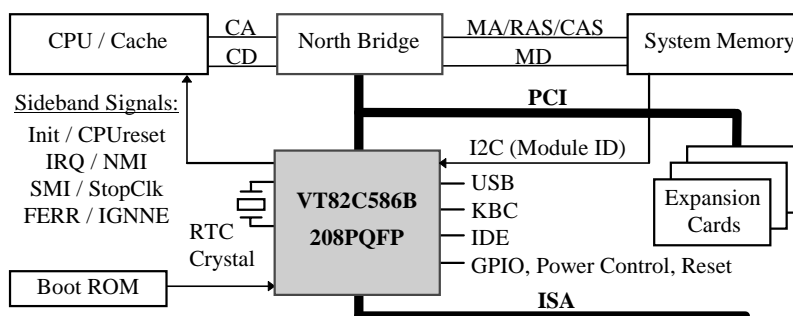 CPU / Cache
CA
CD
North Bridge
MA/RAS/CAS
MD
System Memory
Sideband Signals:
Init / CPUreset
IRQ / NMI
SMI / StopClk
FERR / IGNNE
PCI
I2C (Module ID)
VT82C586B
208PQFP
RTC
Crystal
USB
KBC
IDE
GPIO, Power Control, Reset
Expansion
Cards
Boot ROM
ISA